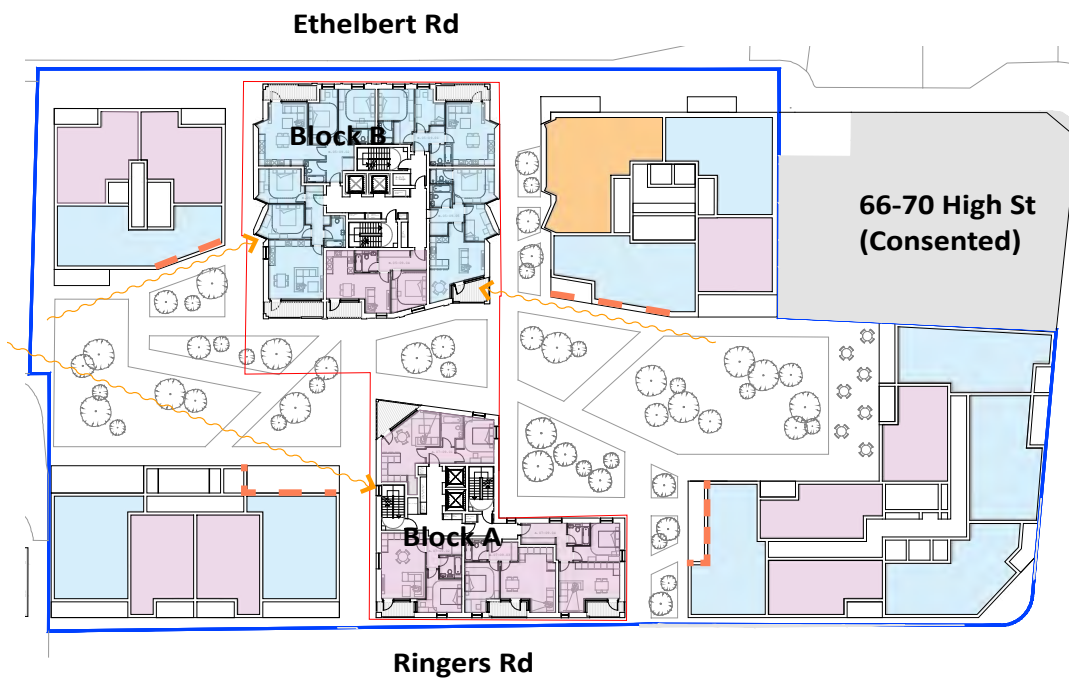 Ethelbert Rd
Block B
66-70 High St
(Consented)
Block A
Ringers Rd